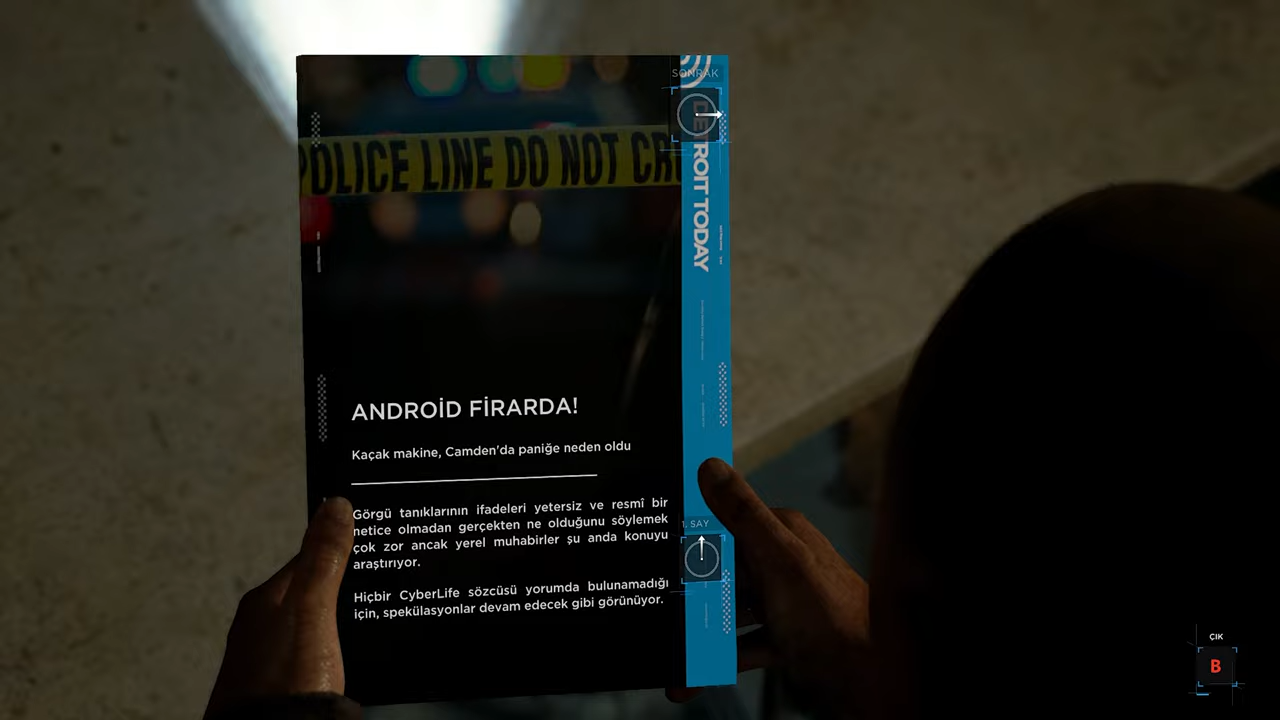 POLICE LINE DO NOT CR
SONRAK
DETROIT TODAY
ANDROİD FİRARDA!
Kaçak makine, Camden'da paniğe neden oldu
Görgü tanıklarının ifadeleri yetersiz ve resmî bir
netice olmadan gerçekten ne olduğunu söylemek
çok zor ancak yerel muhabirler şu anda konuyu
araştırıyor.
Hiçbir CyberLife sözcüsü yorumda bulunamadığı
için, spekülasyonlar devam edecek gibi görünüyor.
1. SAY
ÇIK
B